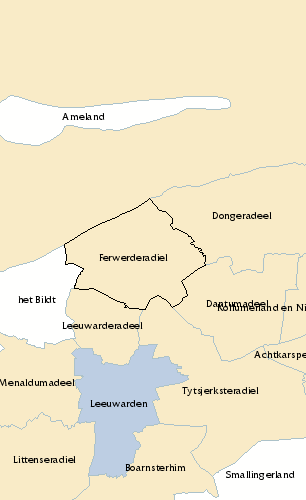 Ameland
Dongeradeel
Ferwerderadiel
het Bildt
Dantumadeel
Kollumerland en Ni
Leeuwarderadeel
Achtkarspe
Menaldumadeel
Tytsjerksteradiel
Leeuwarden
Littenseradiel
Boarnsterhim
Smallingerland